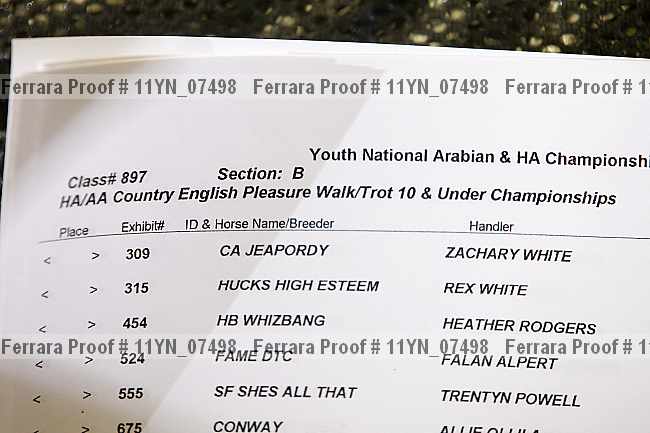 Ferrara Proof # 11YN_07498 Ferrara Proof # 11YN_07498 Ferrara Proof # 1
Youth National Arabian & HA Championshi
Class# 897 Section: B
HA/AA Country English Pleasure Walk/Trot 10 & Under Championships
Place Exhibit# ID & Horse Name/Breeder Handler
< > 309 CA JEAPORDY ZACHARY WHITE
< > 315 HUCKS HIGH ESTEEM REX WHITE
< > 454 HB WHIZBANG HEATHER RODGERS
Ferrara Proof # 11YN_07498 Ferrara Proof # 11YN_07498 Ferrara Proof # 1
< > 524 FAME DTC FALAN ALPERT
< > 555 SF SHES ALL THAT TRENTYN POWELL
< > 675 CONWAY ALLIE